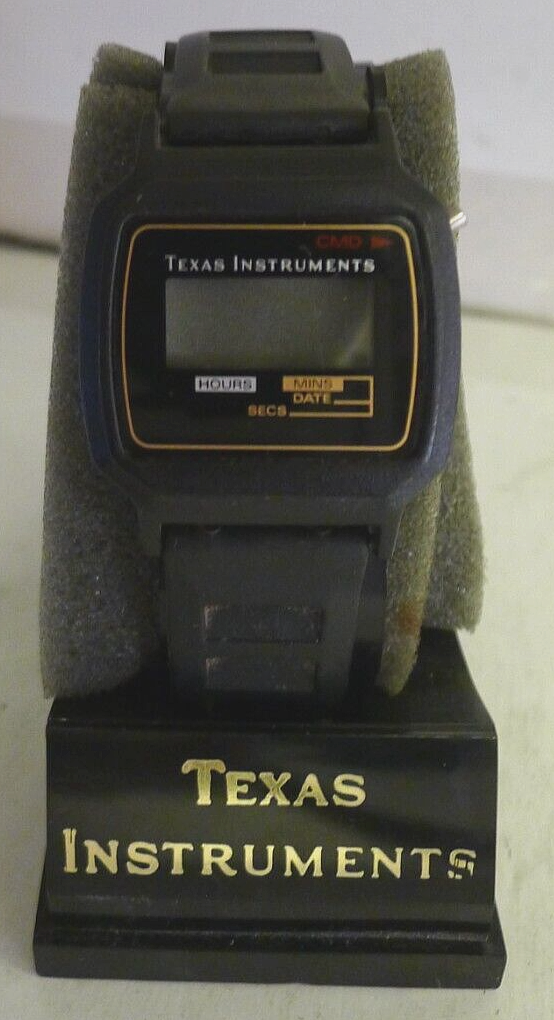 CMD
TEXAS INSTRUMENTS
HOURS MINS
DATE
SECS
TEXAS
INSTRUMENTS